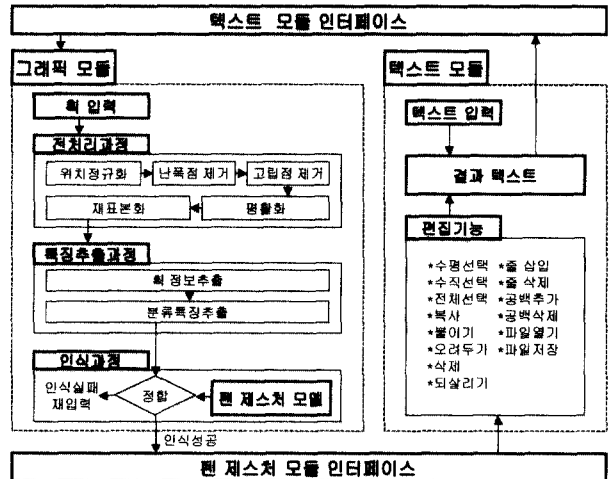 텍스트 모듈 인터페이스
그래픽 모듈
획 입력
전처리과정
위치정규화
난폭점 제거
고립점 제거
재표본화
평활화
특징추출과정
획 정보추출
분류특징추출
인식과정
인식실패
재입력
정합
펜 제스처 모델
인식성공
텍스트 모듈
텍스트 입력
결과 텍스트
편집기능
*수평선택 *줄 삽입
*수직선택 *줄 삭제
*전체선택 *공백추가
*복사 *공백삭제
*붙이기 *파일열기
*오려두가 *파일저장
*삭제
*되살리기
펜 제스처 모듈 인터페이스